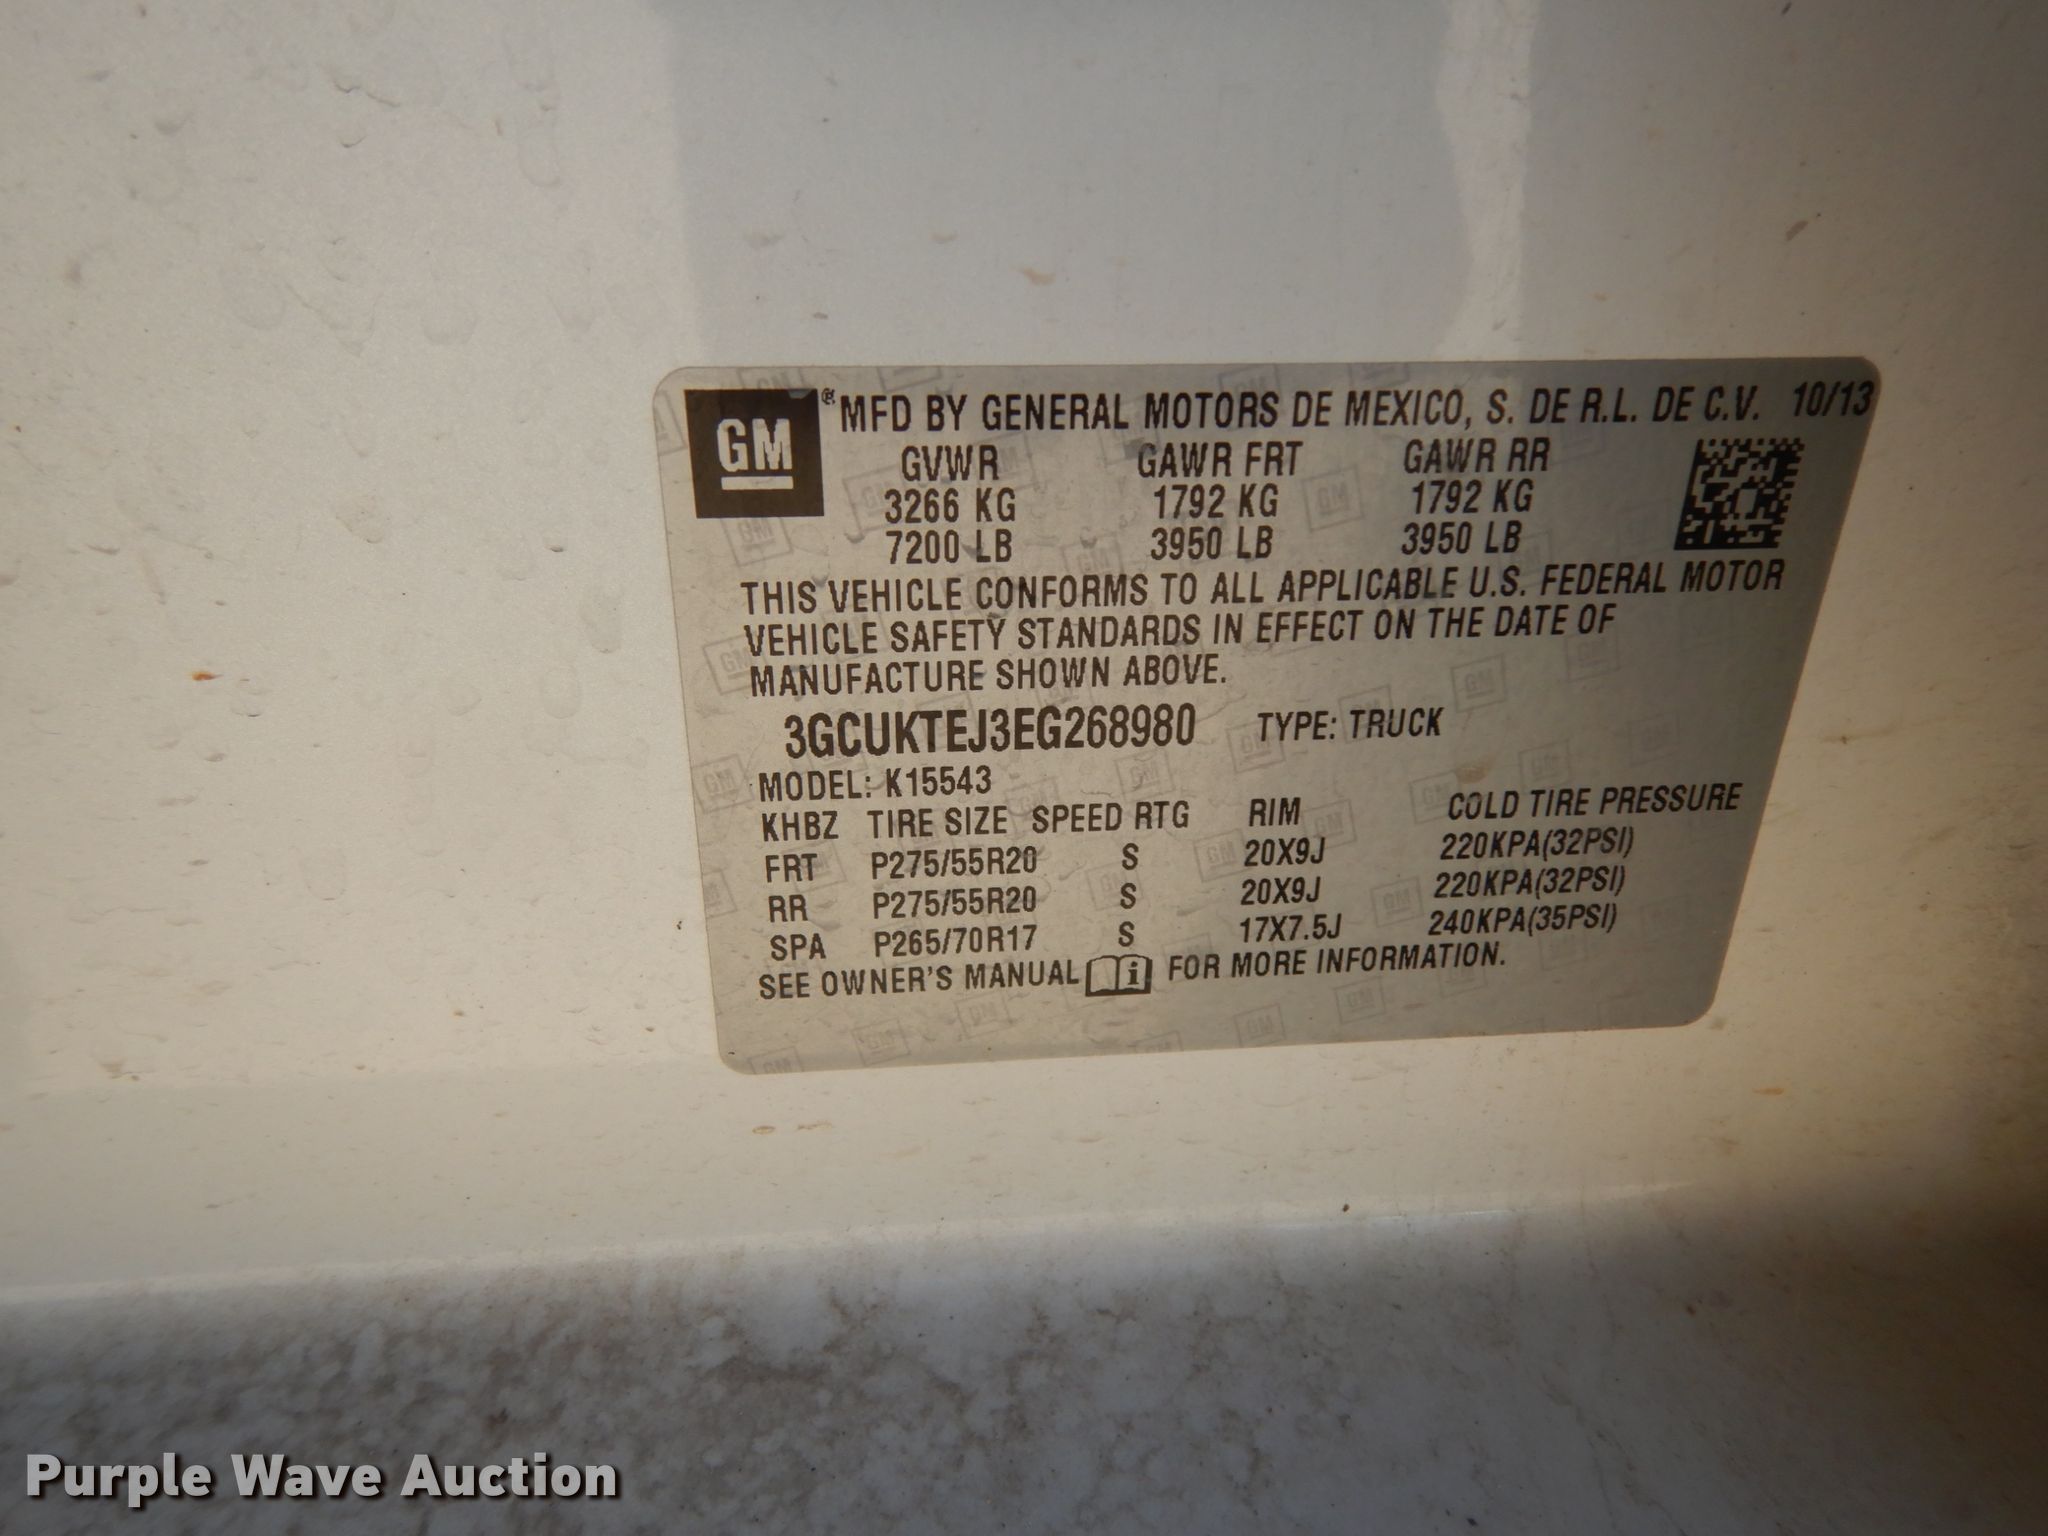 GM ® MFD BY GENERAL MOTORS DE MEXICO, S. DE R.L. DE C.V. 10/13
GVWR GAWR FRT GAWR RR
3266 KG 1792 KG 1792 KG
7200 LB 3950 LB 3950 LB
THIS VEHICLE CONFORMS TO ALL APPLICABLE U.S. FEDERAL MOTOR
VEHICLE SAFETY STANDARDS IN EFFECT ON THE DATE OF
MANUFACTURE SHOWN ABOVE.
3GCUKTEJ3EG268980 TYPE: TRUCK
MODEL: K15543
KHBZ TIRE SIZE SPEED RTG RIM COLD TIRE PRESSURE
FRT P275/55R20 S 20X9J 220KPA(32PSI)
RR P275/55R20 S 20X9J 220KPA(32PSI)
SPA P265/70R17 S 17X7.5J 240KPA(35PSI)
SEE OWNER'S MANUAL i FOR MORE INFORMATION.
Purple Wave Auction